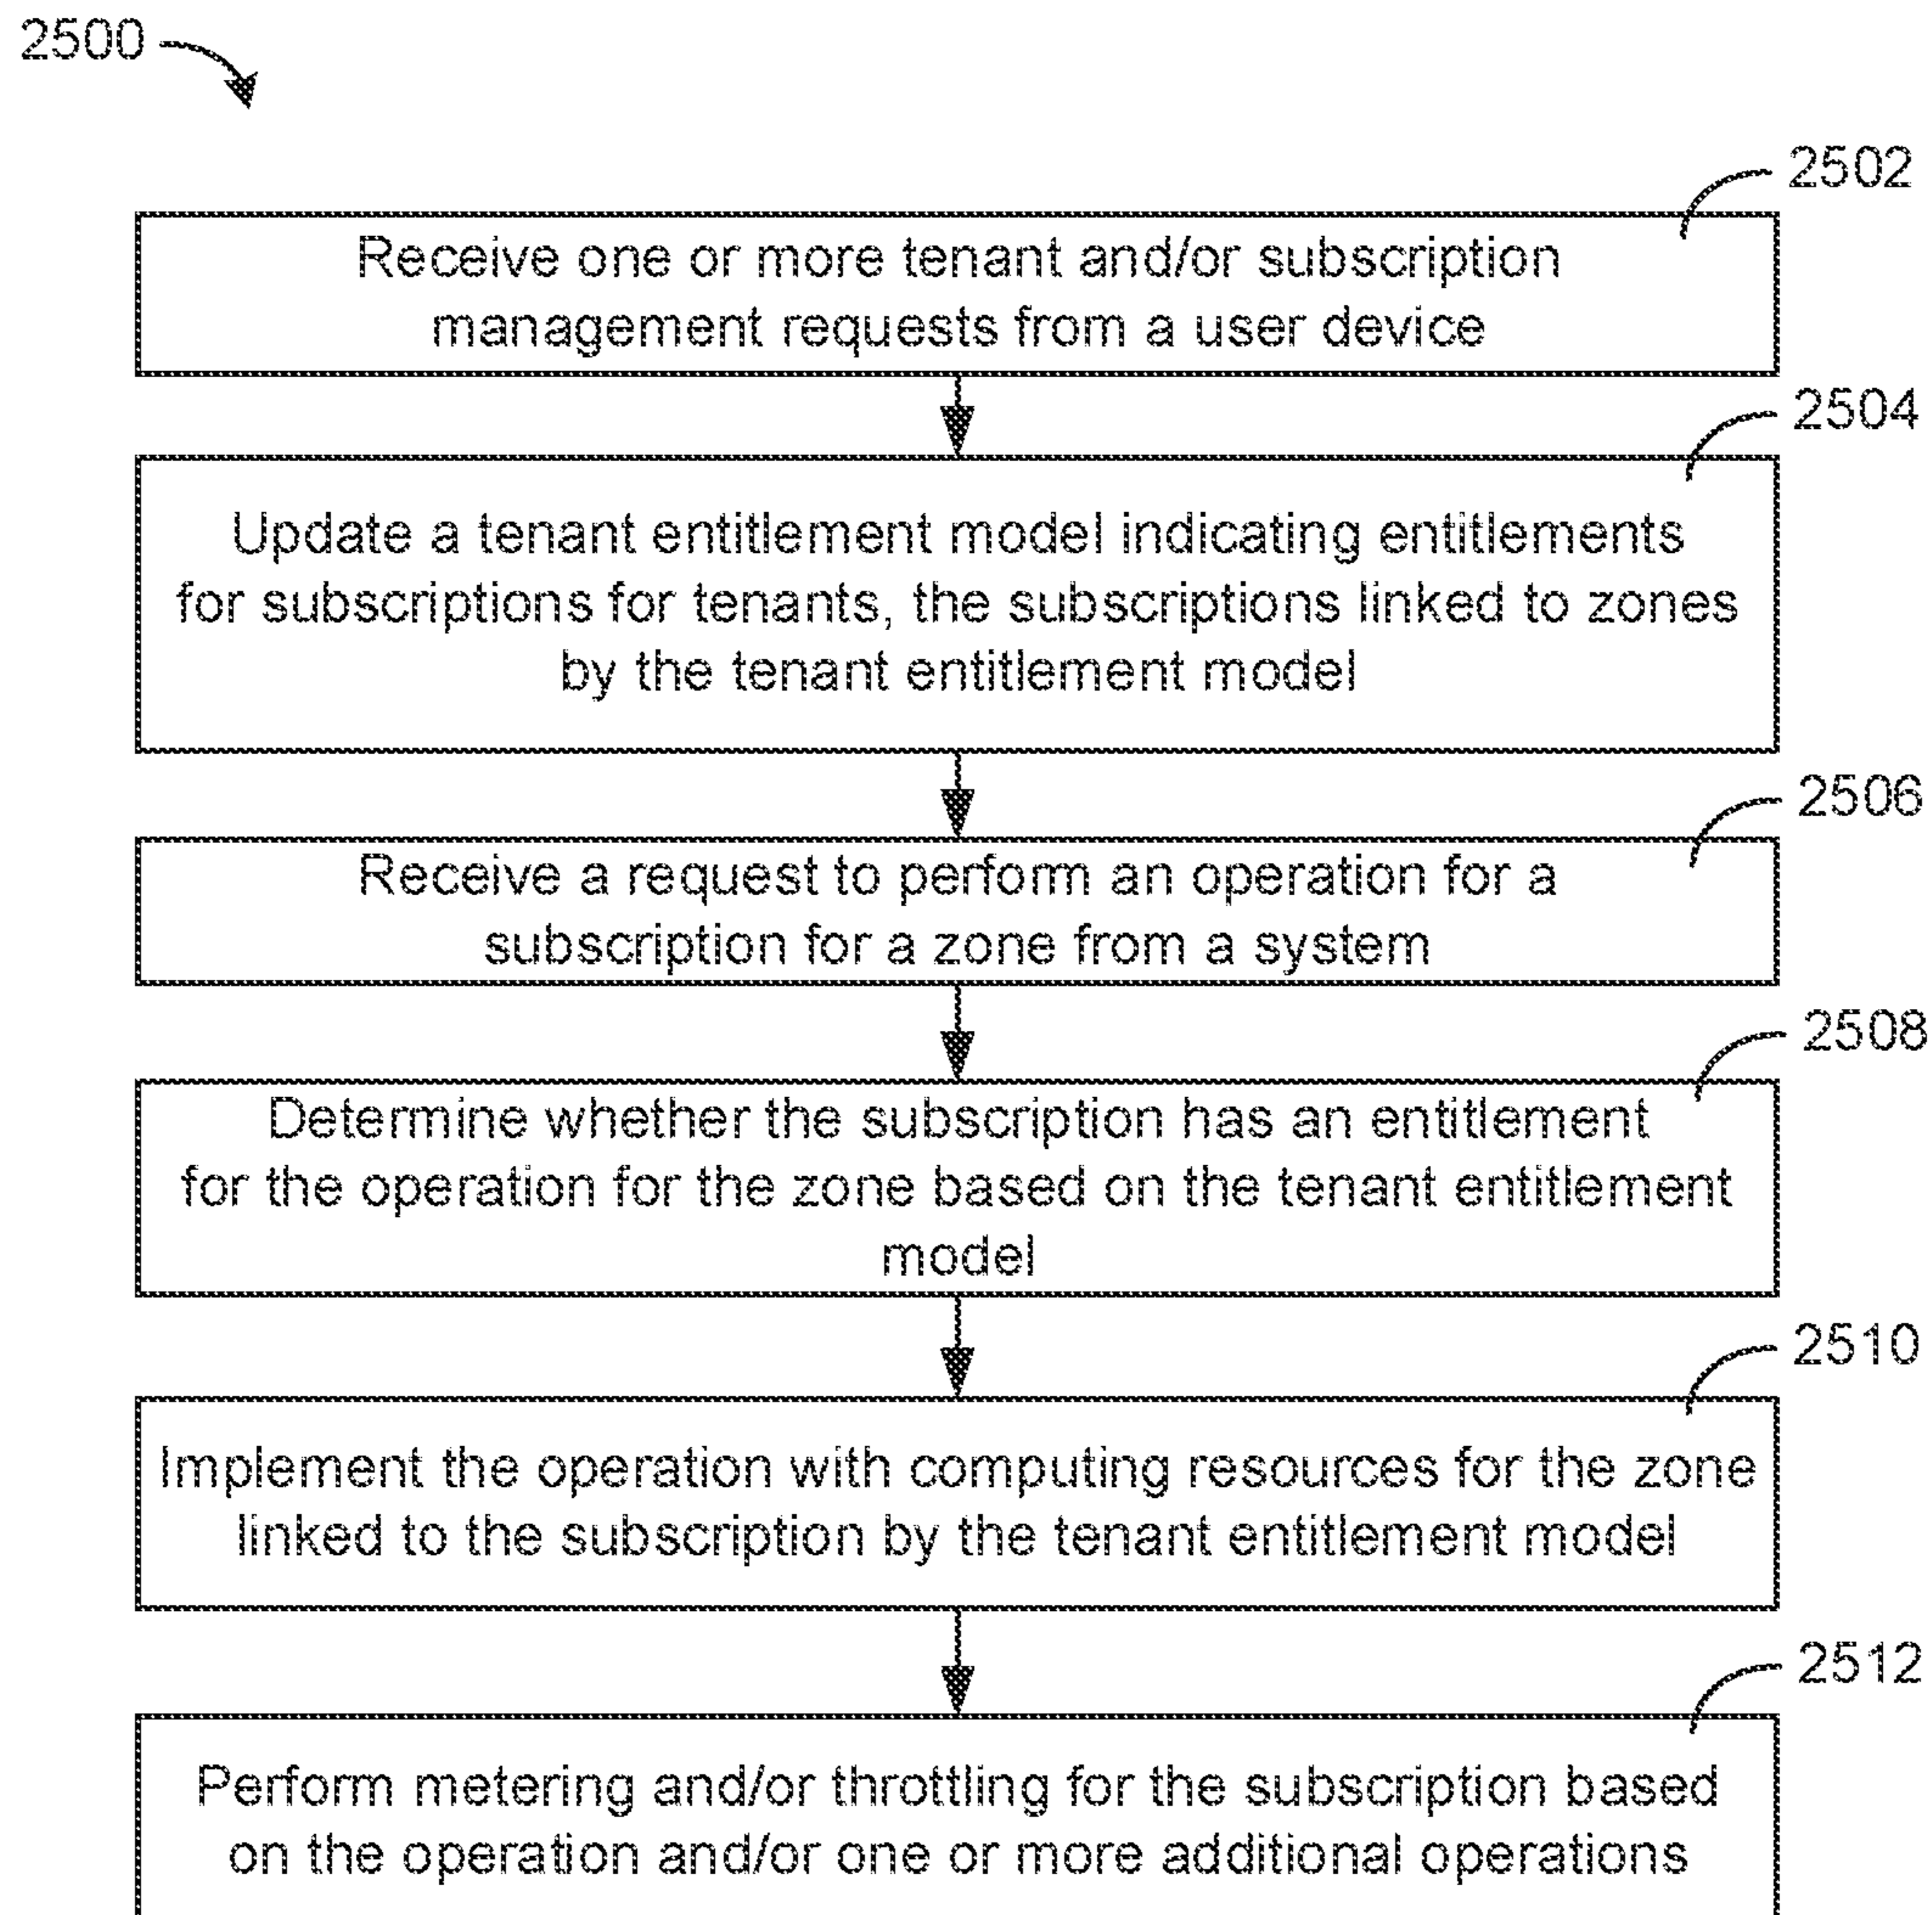 2500
2502
Receive one or more tenant and/or subscription
management requests from a user device
2504
Update a tenant entitlement model indicating entitlements
for subscriptions for tenants, the subscriptions linked to zones
by the tenant entitlement model
2506
Receive a request to perform an operation for a
subscription for a zone from a system
2508
Determine whether the subscription has an entitlement
for the operation for the zone based on the tenant entitlement
model
2510
Implement the operation with computing resources for the zone
linked to the subscription by the tenant entitlement model
2512
Perform metering and/or throttling for the subscription based
on the operation and/or one or more additional operations